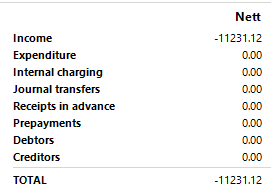 Nett
Income -11231.12
Expenditure 0.00
Internal charging 0.00
Journal transfers 0.00
Receipts in advance 0.00
Prepayments 0.00
Debtors 0.00
Creditors 0.00
TOTAL -11231.12